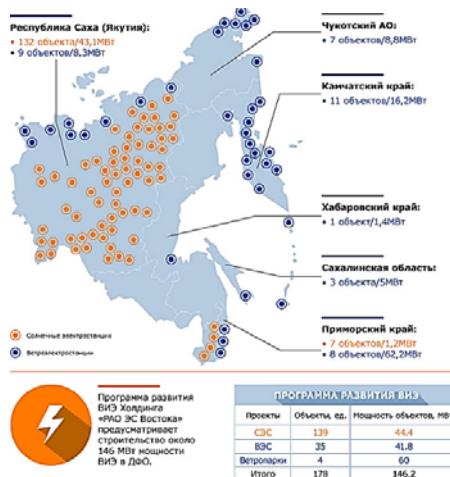 Республика Саха (Якутия):
• 132 объекта/43,1МВт
• 9 объектов/8,3МВт
Чукотский АО:
• 7 объектов/8,8МВт
Камчатский край:
• 11 объектов/16,2МВт
Хабаровский край:
• 1 объект/1,4МВт
Сахалинская область:
• 3 объекта/5МВт
Приморский край:
• 7 объектов/1,2МВт
• 8 объектов/62,2МВт
Солнечные электростанции
Ветроэлектростанции
Программа развития
ВИЭ Холдинга
«РАО ЭС Востока»
предусматривает
строительство около
146 МВт мощности
ВИЭ в ДФО.
ПРОГРАММА РАЗВИТИЯ ВИЭ
Проекты Объекты, ед. Мощность объектов, МВт
СЭС 139 44.4
ВЭС 35 41.8
Ветропарки 4 60
Итого 178 146.2